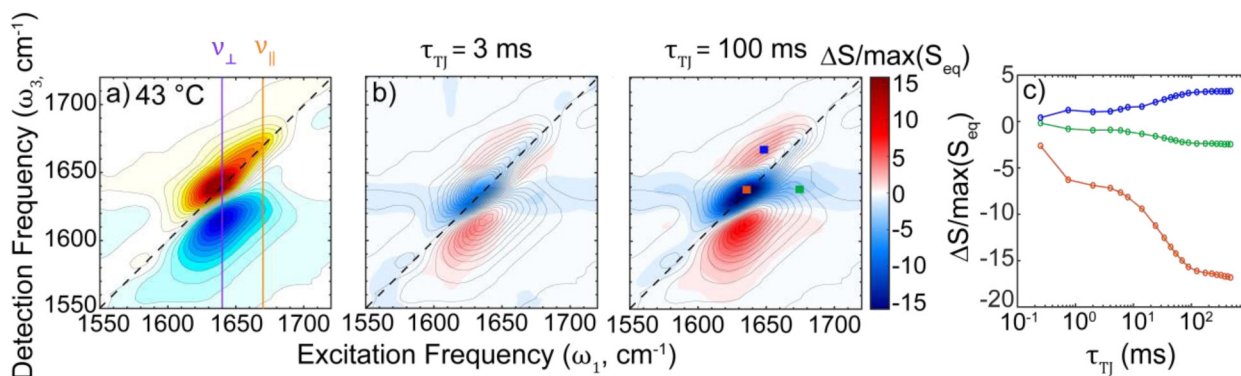 ν⊥ ν∥
τTJ = 3 ms
τTJ = 100 ms
ΔS/max(Seq)
a) 43 °C
b)
c)
Detection Frequency (ω3, cm-1)
1700
1650
1600
1550
1550 1600 1650 1700
1600 1650 1700
1550 1600 1650 1700
15
10
5
0
-5
-10
-15
Excitation Frequency (ω1, cm-1)
ΔS/max(Seq)
5
0
-5
-10
-15
-20
10-1 100 101 102
τTJ (ms)